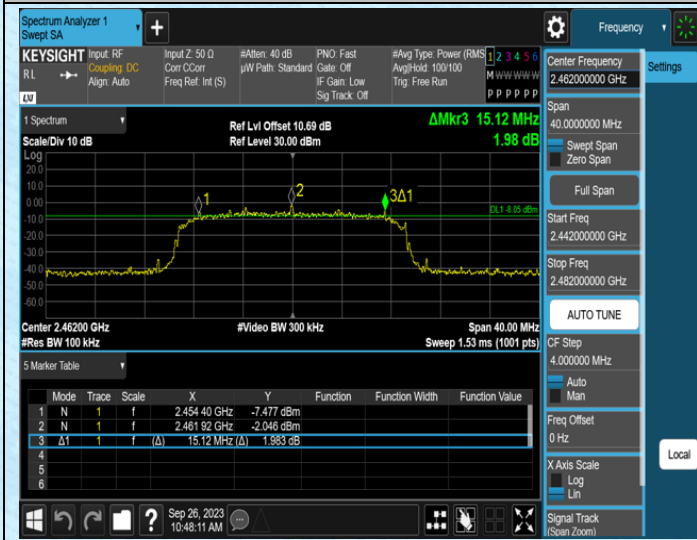 Spectrum Analyzer 1
Swept SA
Frequency
KEYSIGHT
RL
LXI
Input: RF
Coupling: DC
Align: Auto
Input Z: 50 Ω
Corr CCorr
Freq Ref: Int (S)
#Atten: 40 dB
µW Path: Standard
PNO: Fast
Gate: Off
IF Gain: Low
Sig Track: Off
#Avg Type: Power (RMS
Avg|Hold: 100/100
Trig: Free Run
1 2 3 4 5 6
M W W W W W
P P P P P P
1 Spectrum
Scale/Div 10 dB
Ref Lvl Offset 10.69 dB
Ref Level 30.00 dBm
ΔMkr3 15.12 MHz
1.98 dB
Log
20.0
10.0
0.00
-10.0
-20.0
-30.0
-40.0
-50.0
-60.0
1
2
3Δ1
DL1 -8.05 dBm
Center 2.46200 GHz
#Res BW 100 kHz
#Video BW 300 kHz
Span 40.00 MHz
Sweep 1.53 ms (1001 pts)
5 Marker Table
Mode Trace Scale X Y Function Function Width Function Value
1 N 1 f 2.454 40 GHz -7.477 dBm
2 N 1 f 2.461 92 GHz -2.046 dBm
3 Δ1 1 f (Δ) 15.12 MHz (Δ) 1.983 dB
4
5
6
Sep 26, 2023
10:48:11 AM
Center Frequency
2.462000000 GHz
Span
40.0000000 MHz
Swept Span
Zero Span
Full Span
Start Freq
2.442000000 GHz
Stop Freq
2.482000000 GHz
AUTO TUNE
CF Step
4.000000 MHz
Auto
Man
Freq Offset
0 Hz
X Axis Scale
Log
Lin
Signal Track
(Span Zoom)
Settings
Local